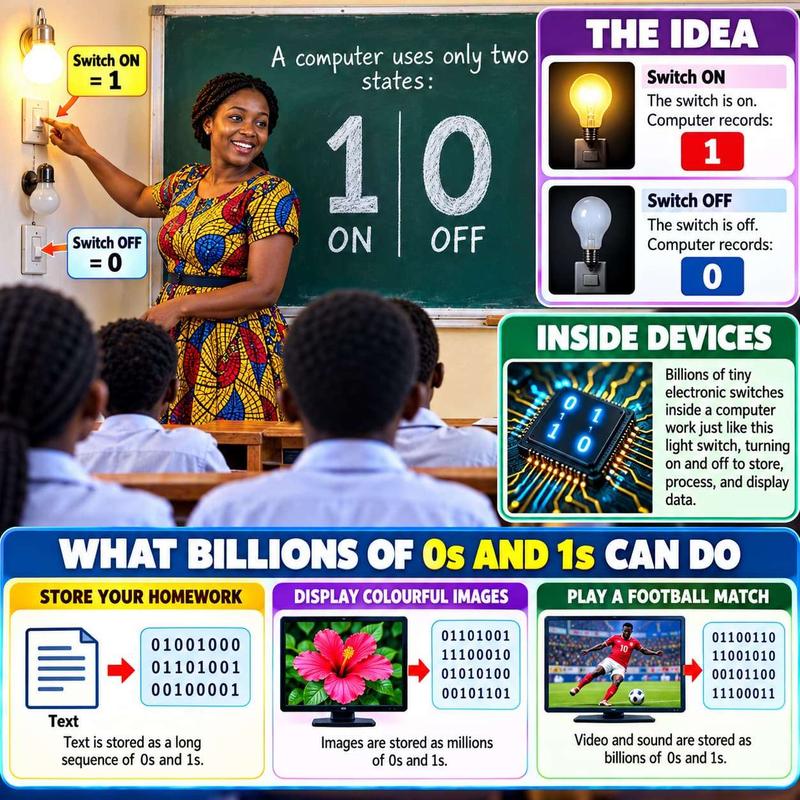 Switch ON
= 1
Switch OFF
= 0
A computer uses only two
states:
1 0
ON OFF
THE IDEA
Switch ON
The switch is on.
Computer records:
1
Switch OFF
The switch is off.
Computer records:
0
INSIDE DEVICES
0 1
1 0
Billions of tiny
electronic switches
inside a computer
work just like this
light switch, turning
on and off to store,
process, and display
data.
WHAT BILLIONS OF 0s AND 1s CAN DO
STORE YOUR HOMEWORK
01001000
01101001
00100001
Text
Text is stored as a long
sequence of 0s and 1s.
DISPLAY COLOURFUL IMAGES
01101001
11100010
01010100
00101101
Images are stored as millions
of 0s and 1s.
PLAY A FOOTBALL MATCH
10
01100110
11001010
00101100
11100011
Video and sound are stored as
billions of 0s and 1s.